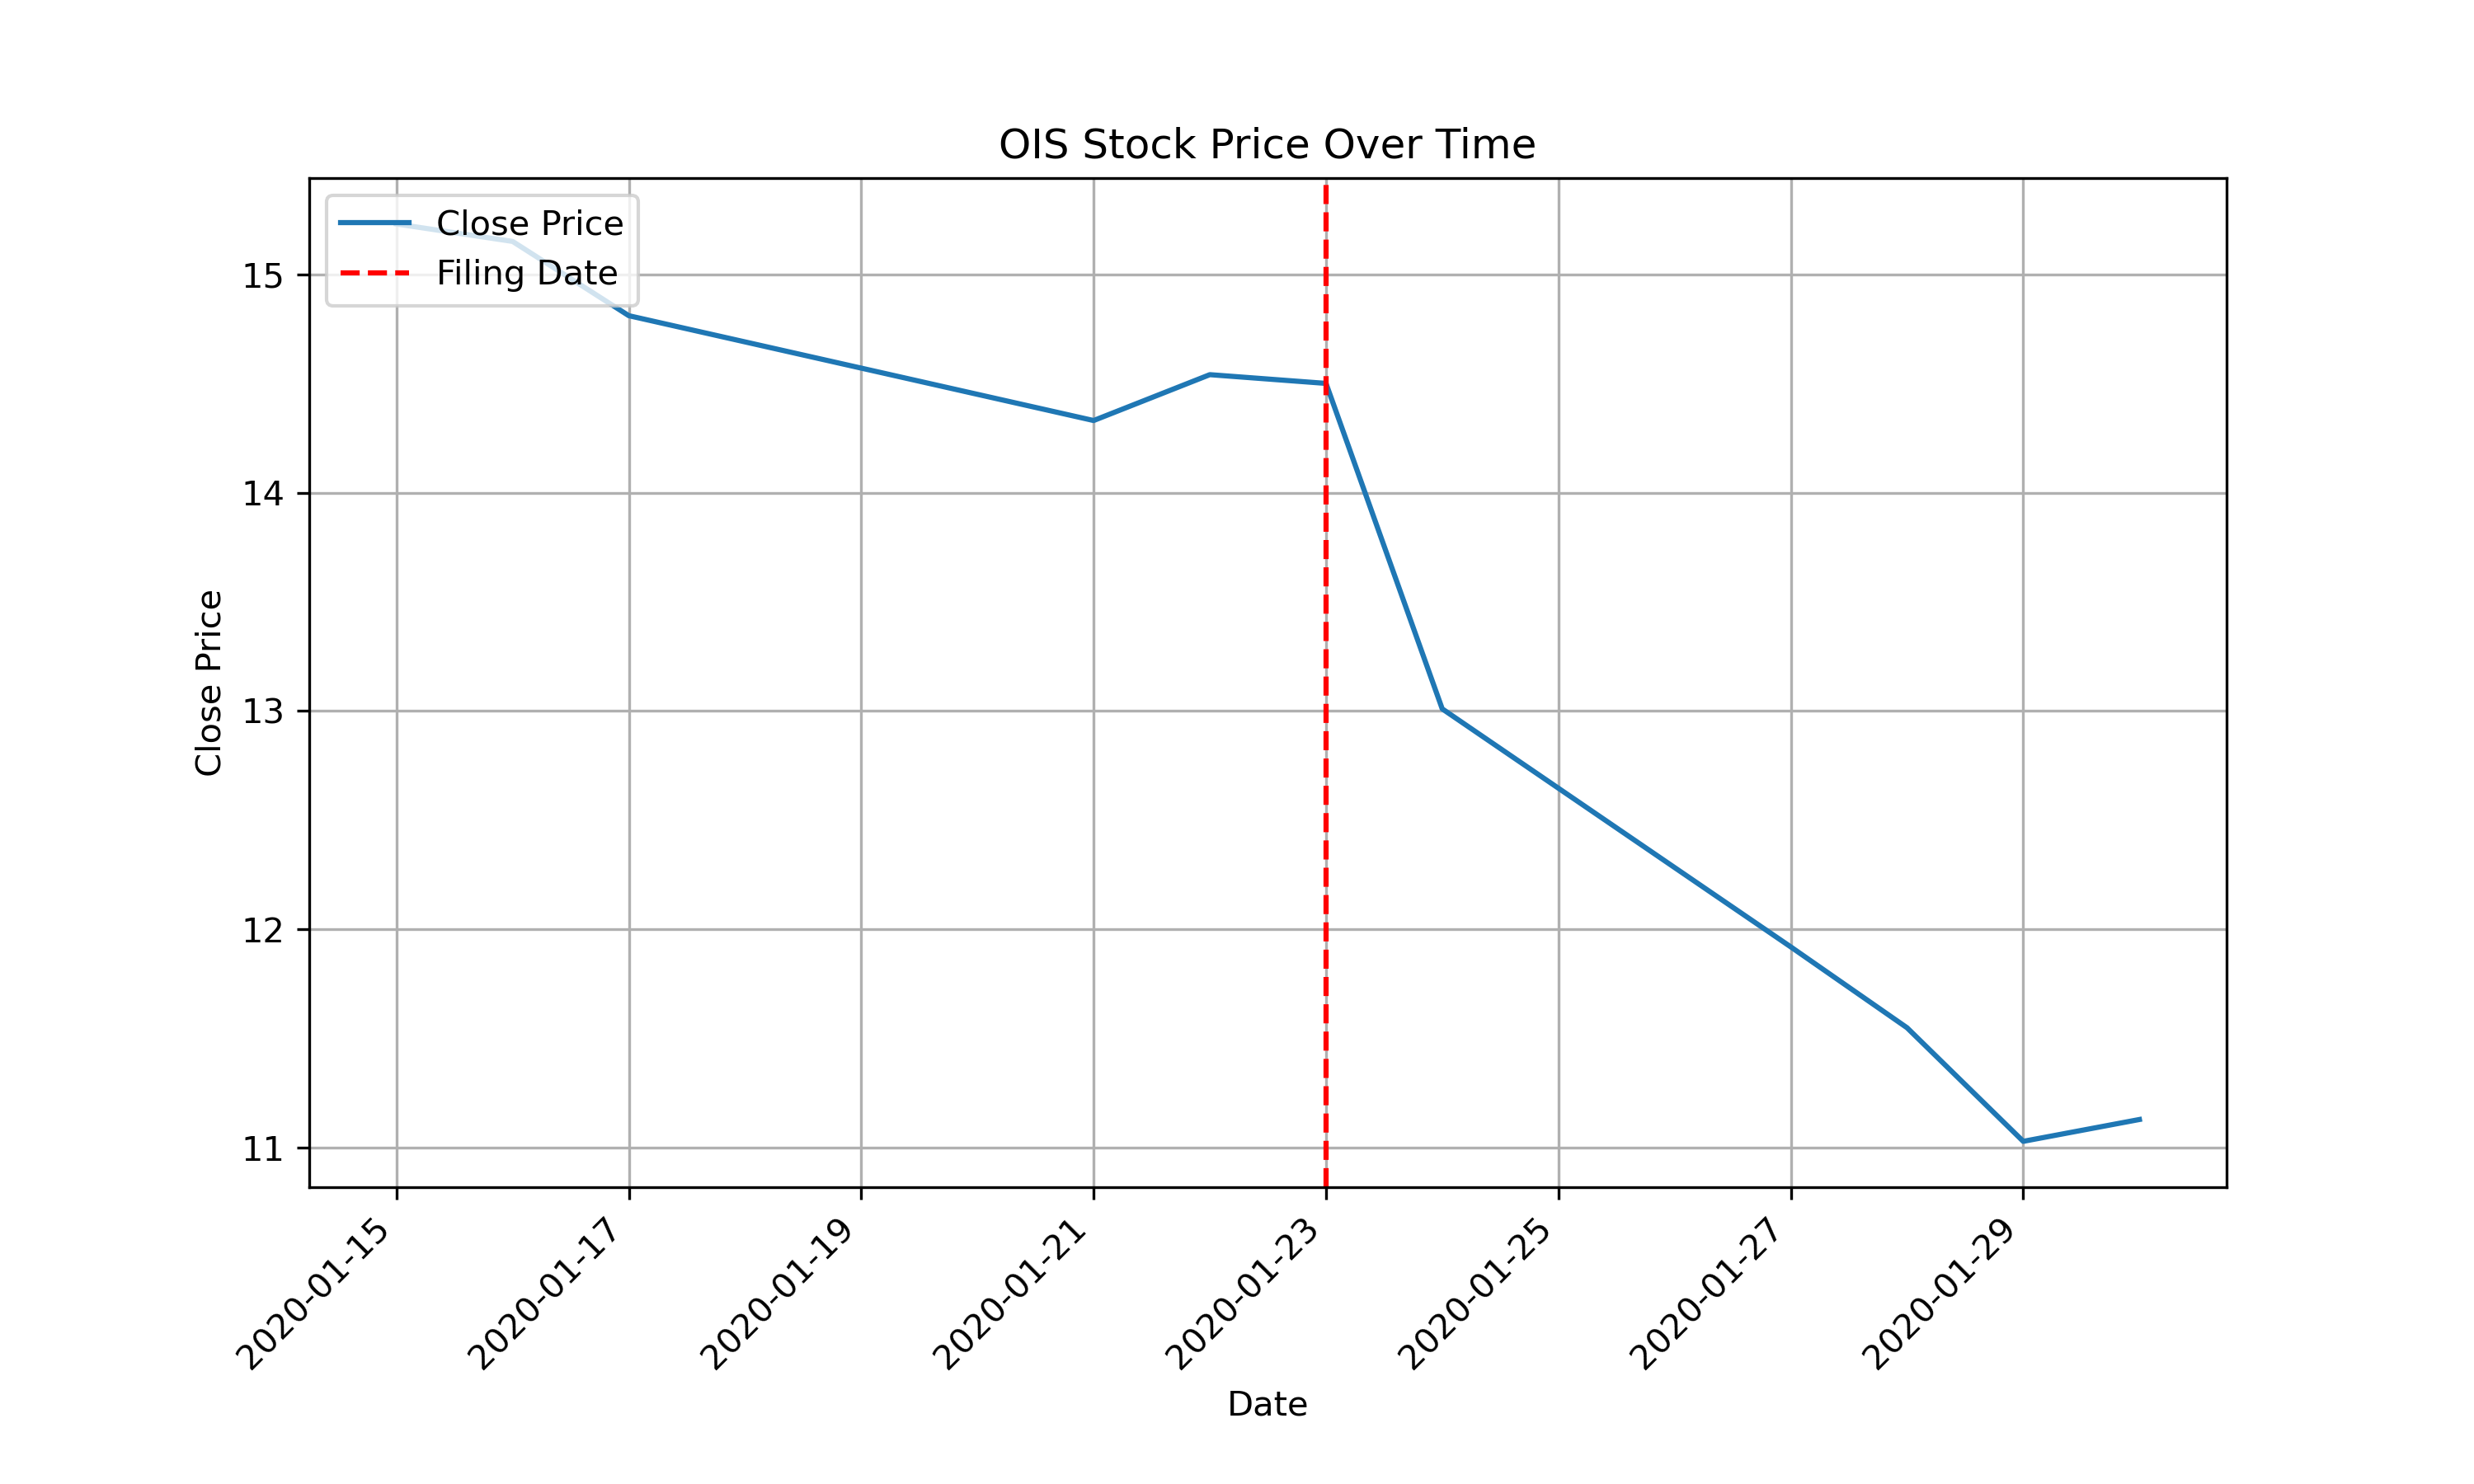 OIS Stock Price Over Time
Close Price
Filing Date
15
14
13
12
11
Close Price
2020-01-15
2020-01-17
2020-01-19
2020-01-21
2020-01-23
2020-01-25
2020-01-27
2020-01-29
Date